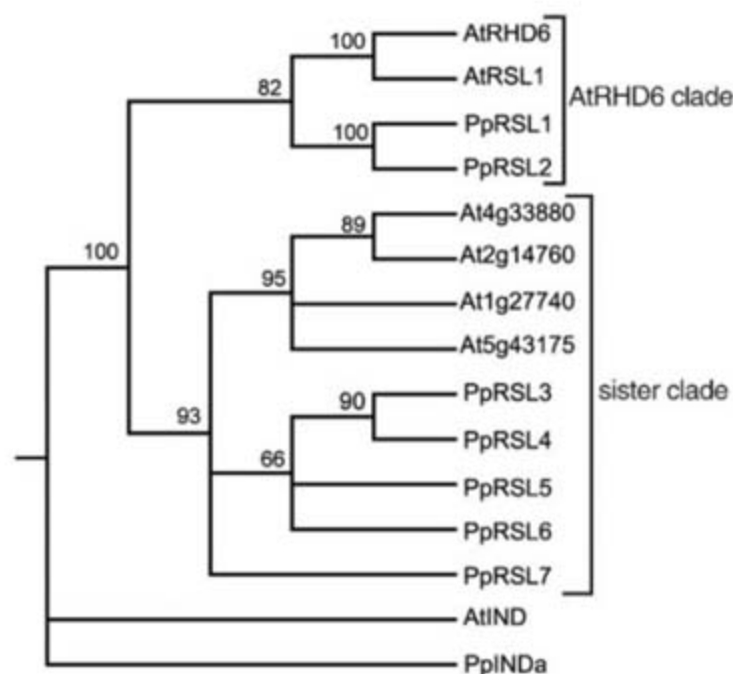 AtRHD6
100
AtRSL1
82
AtRHD6 clade
100
PpRSL1
PpRSL2
At4g33880
89
At2g14760
100
95
At1g27740
At5g43175
PpRSL3
sister clade
90
93
PpRSL4
66
PpRSL5
PpRSL6
PpRSL7
AtIND
PpINDa